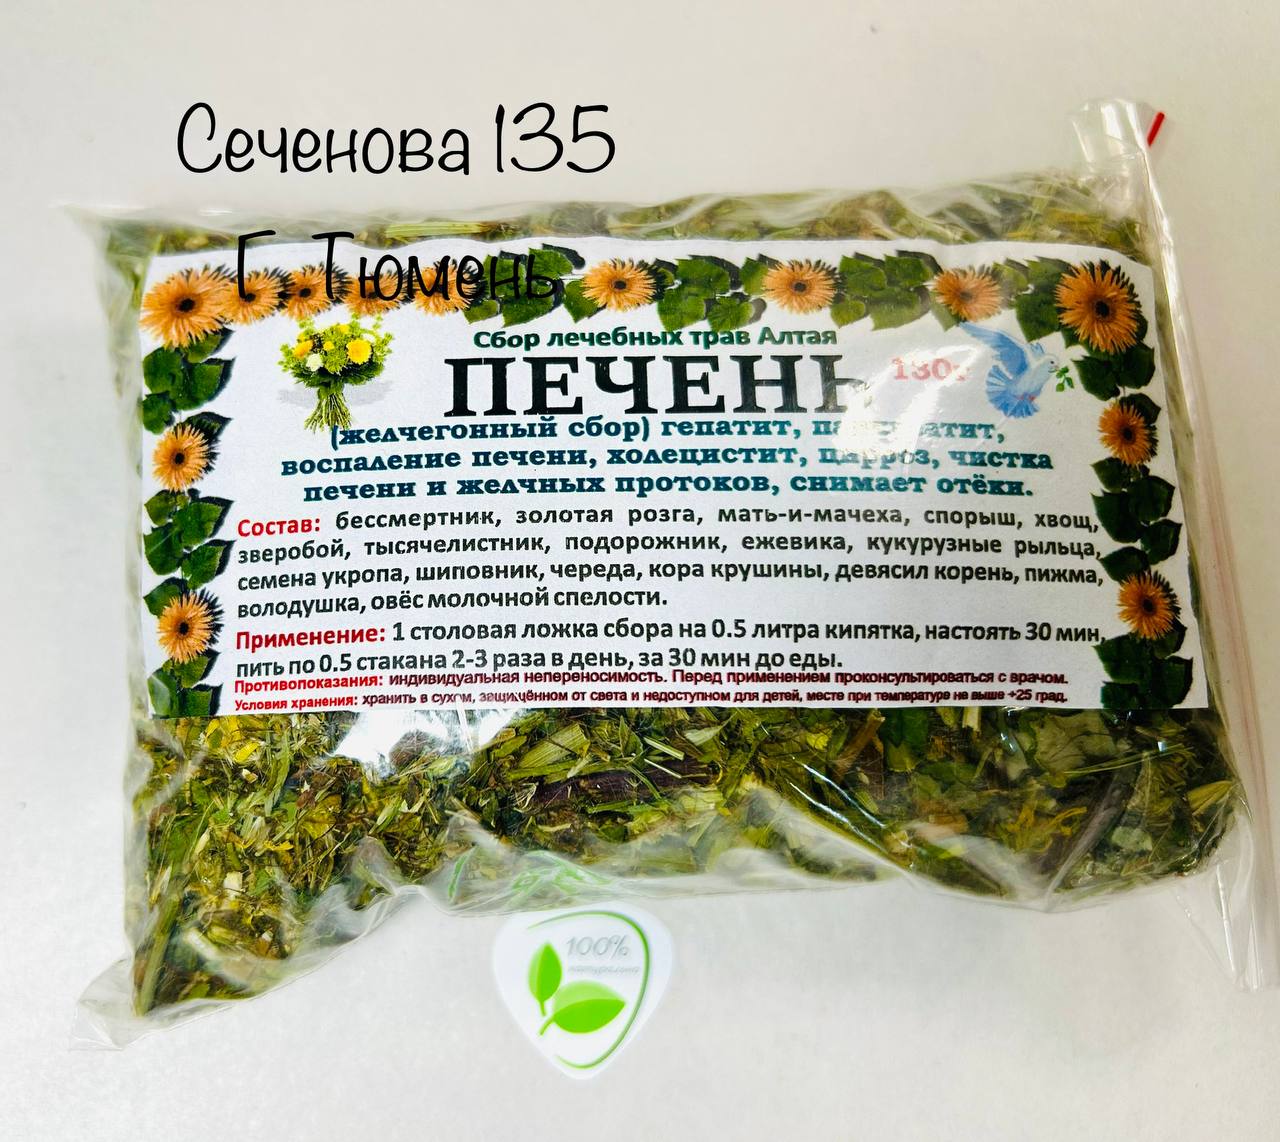 Сеченова 135
Г. Тюмень
Сбор лечебных трав Алтая
ПЕЧЕНЬ
(желчегонный сбор) гепатит, панкреатит,
воспаление печени, холецистит, цирроз, чистка
печени и желчных протоков, снимает отёки.
Состав: бессмертник, золотая розга, мать-и-мачеха, спорыш, хвощ,
зверобой, тысячелистник, подорожник, ежевика, кукурузные рыльца,
семена укропа, шиповник, череда, кора крушины, девясил корень, пижма,
володушка, овёс молочной спелости.
Применение: 1 столовая ложка сбора на 0.5 литра кипятка, настоять 30 мин,
пить по 0.5 стакана 2-3 раза в день, за 30 мин до еды.
Противопоказания: индивидуальная непереносимость. Перед применением проконсультироваться с врачом.
Условия хранения: хранить в сухом, защищённом от света и недоступном для детей, месте при температуре не выше +25 град.
100%